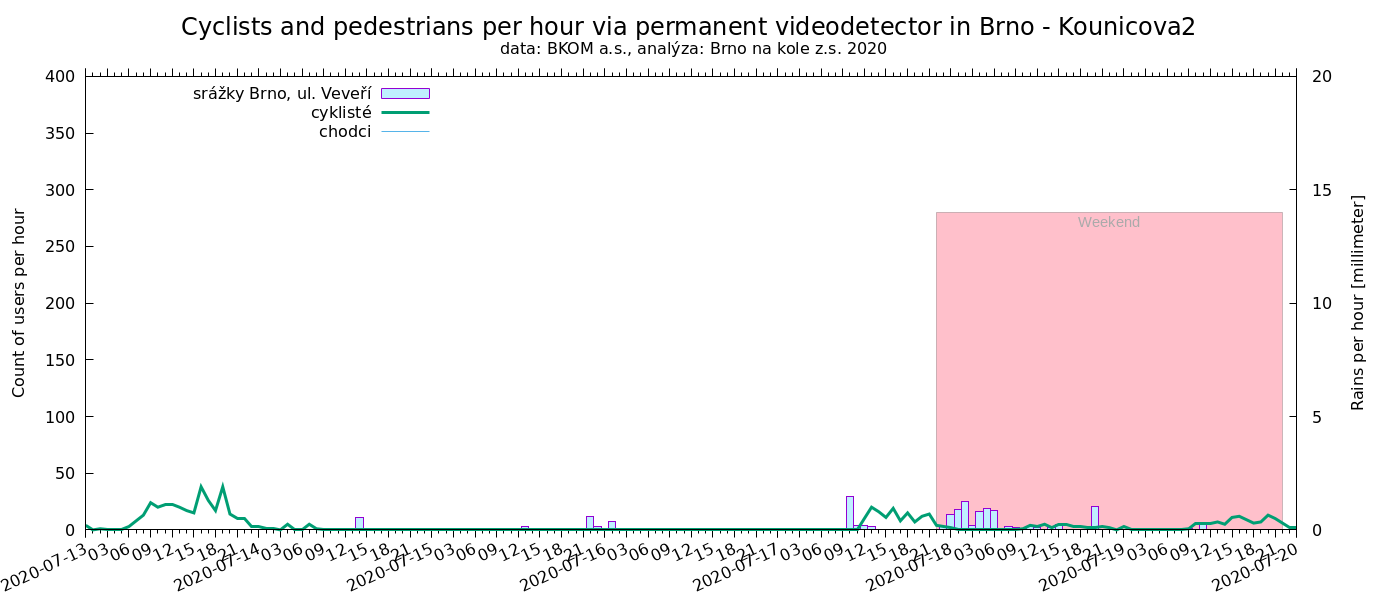 Cyclists and pedestrians per hour via permanent videodetector in Brno - Kounicova2
data: BKOM a.s., analýza: Brno na kole z.s. 2020
srážky Brno, ul. Veveří
cyklisté
chodci
Weekend
Count of users per hour
Rains per hour [millimeter]
400
350
300
250
200
150
100
50
0
20
15
10
5
0
2020-07-13 03 06 09 12 15 18 21 2020-07-14 03 06 09 12 15 18 21 2020-07-15 03 06 09 12 15 18 21 2020-07-16 03 06 09 12 15 18 21 2020-07-17 03 06 09 12 15 18 21 2020-07-18 03 06 09 12 15 18 21 2020-07-19 03 06 09 12 15 18 21 2020-07-20